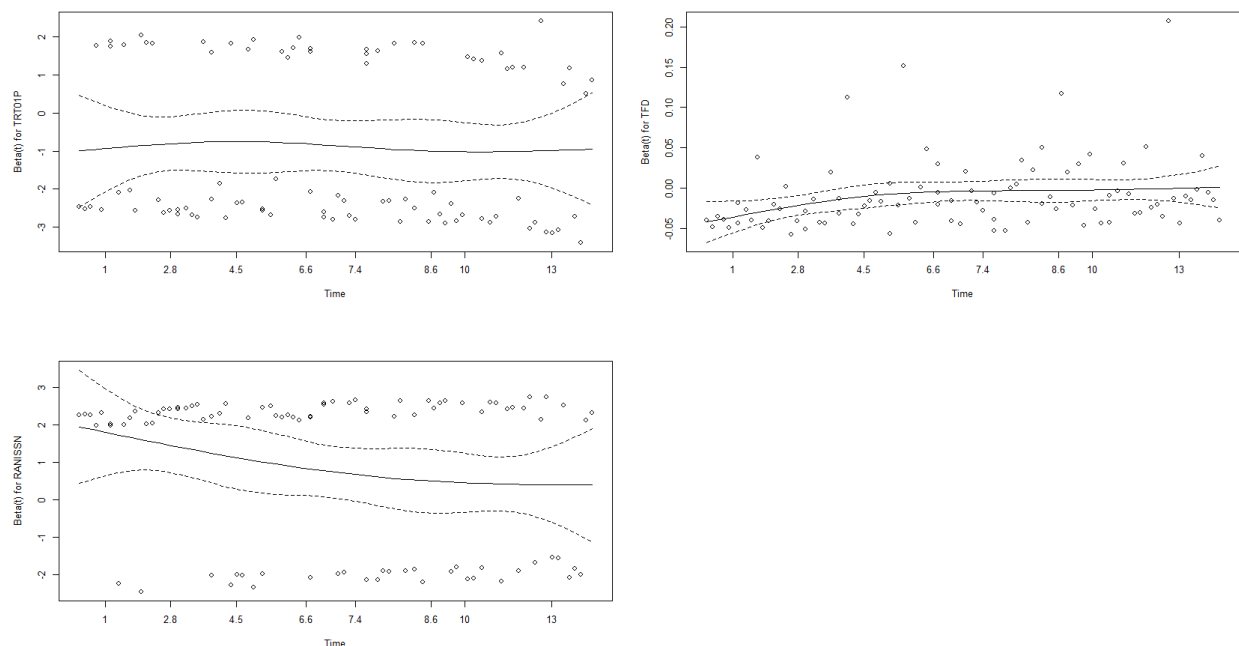 Beta(t) for TRT01P
2
1
0
-1
-2
-3
1 2.8 4.5 6.6 7.4 8.6 10 13
Time
Beta(t) for TFD
0.20
0.15
0.10
0.05
0.00
-0.05
1 2.8 4.5 6.6 7.4 8.6 10 13
Time
Beta(t) for RANISSN
3
2
1
0
-1
-2
1 2.8 4.5 6.6 7.4 8.6 10 13
Time